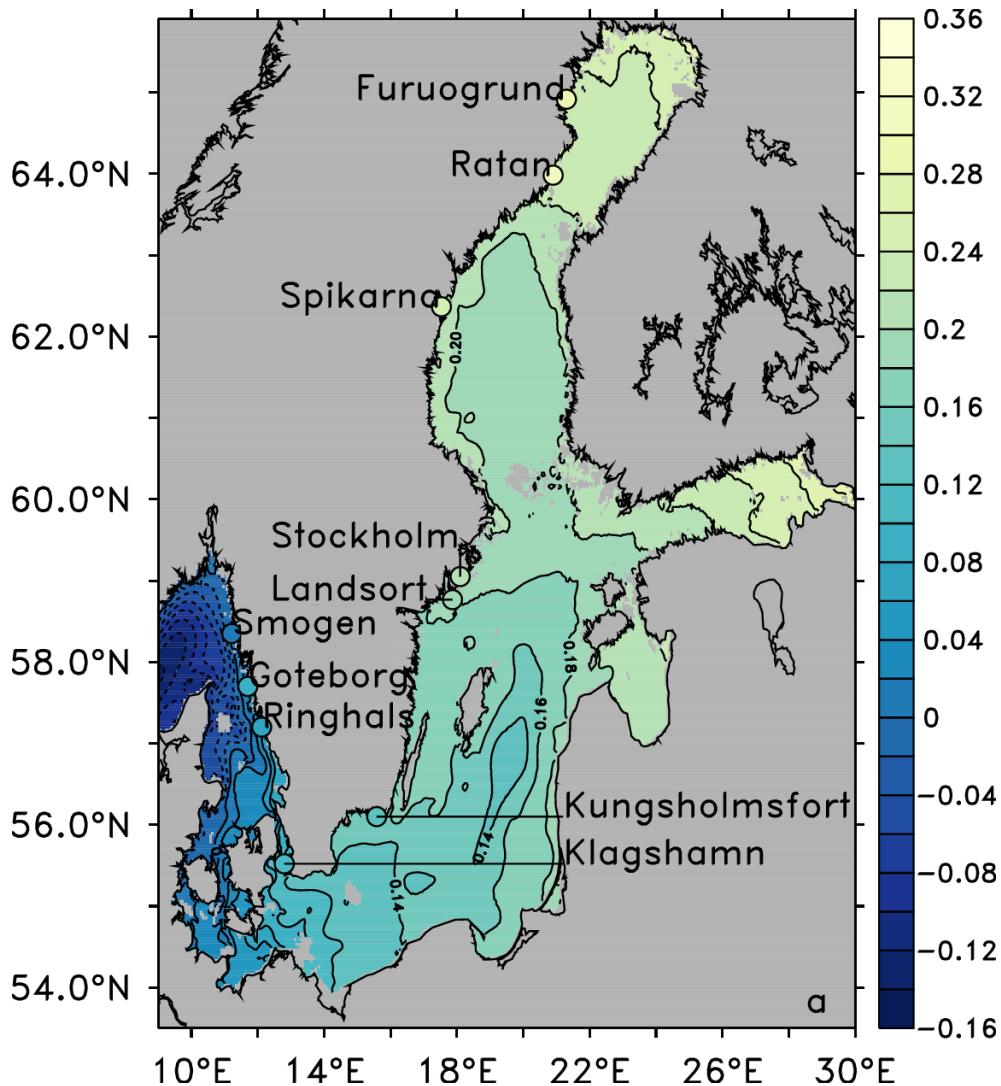 0.36
Furuogrund
0.32
Ratan
64.0°N
0.28
0.24
Spikarna
62.0°N
0.20
0.2
0.16
60.0°N
0.12
Stockholm
Landsort
0.08
Smogen
58.0°N
0.18
0.04
Goteborg
0.16
Ringhals
0
-0.04
56.0°N
Kungsholmsfort
0.14
Klagshamn
-0.08
0.14
-0.12
54.0°N
a
-0.16
10°E 14°E 18°E 22°E 26°E 30°E